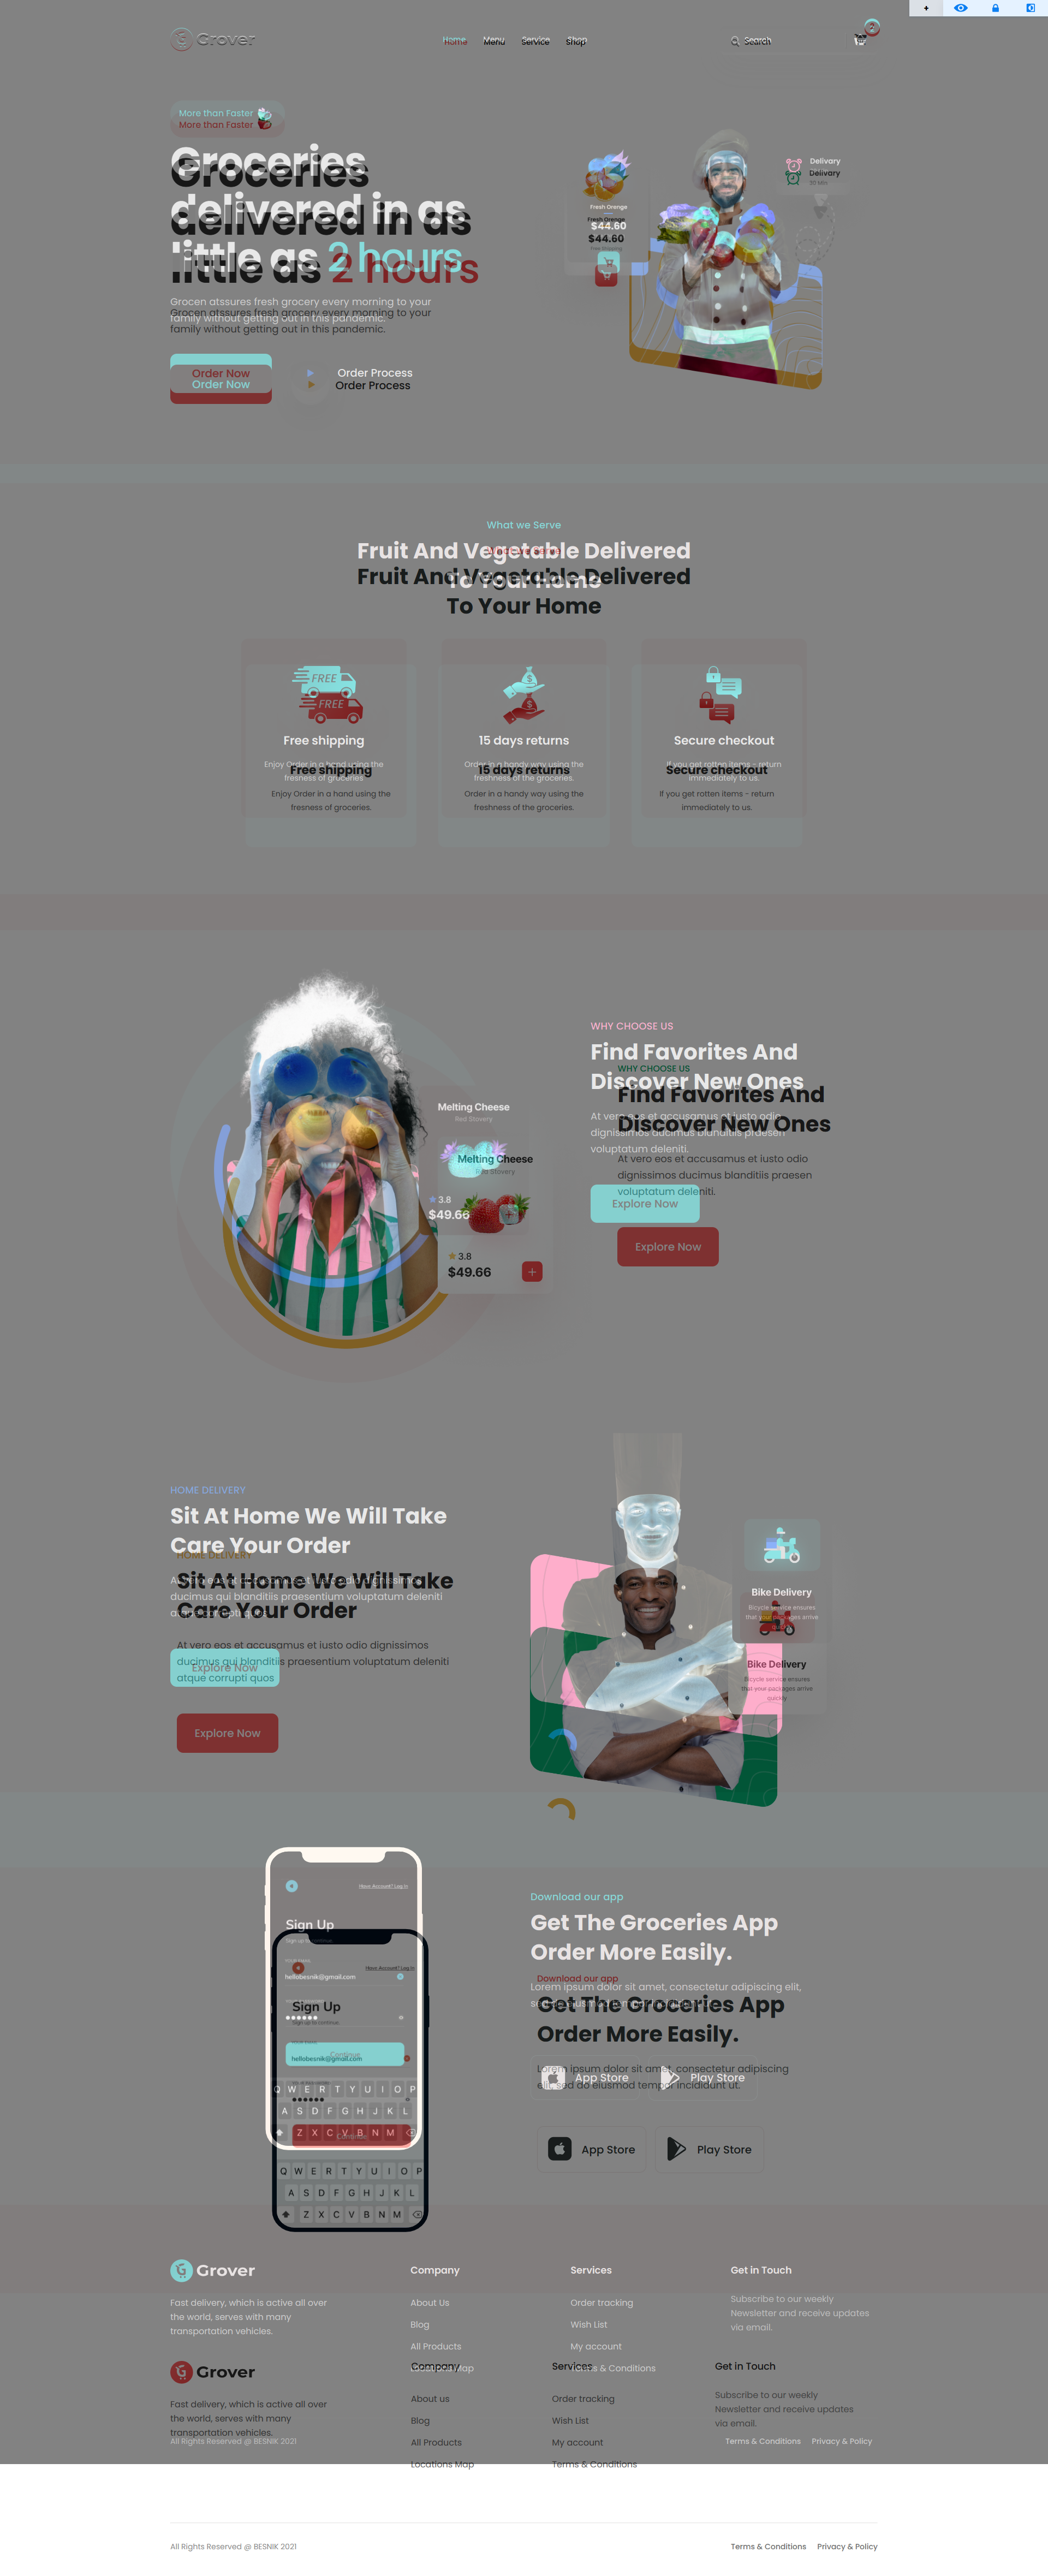 Grover
Home Menu Service Shop
Home Menu Service Shop
Search
Search
2
More than Faster
More than Faster
Groceries
Groceries
delivered in as
delivered in as
little as 2 hours
little as 2 hours
Grocen atssures fresh grocery every morning to your
family without getting out in this pandemic.
Grocen atssures fresh grocery every morning to your
family without getting out in this pandemic.
Order Now
Order Now
Order Process
Order Process
Fresh Orenge
$44.60
Fresh Orenge
$44.60
Delivary
Delivary
30 Min
What we Serve
Fruit And Vegetable Delivered
To Your Home
What we Serve
Fruit And Vegetable Delivered
To Your Home
FREE
FREE
Free shipping
Enjoy Order in a hand using the
fresness of groceries.
Free shipping
Enjoy Order in a hand using the
fresness of groceries.
15 days returns
Order in a handy way using the
freshness of the groceries.
15 days returns
Order in a handy way using the
freshness of the groceries.
Secure checkout
If you get rotten items - return
immediately to us.
Secure checkout
If you get rotten items - return
immediately to us.
WHY CHOOSE US
Find Favorites And
Discover New Ones
At vero eos et accusamus et iusto odio
dignissimos ducimus blanditiis praesen
voluptatum deleniti.
Explore Now
WHY CHOOSE US
Find Favorites And
Discover New Ones
At vero eos et accusamus et iusto odio
dignissimos ducimus blanditiis praesen
voluptatum deleniti.
Explore Now
Melting Cheese
Red Stovery
3.8
$49.66
Melting Cheese
Red Stovery
3.8
$49.66
HOME DELIVERY
Sit At Home We Will Take
Care Your Order
ducimus qui blanditiis praesentium voluptatum deleniti
Explore Now
HOME DELIVERY
Sit At Home We Will Take
Care Your Order
At vero eos et accusamus et iusto odio dignissimos
ducimus qui blanditiis praesentium voluptatum deleniti
atque corrupti quos
Explore Now
Bike Delivery
Bicycle service ensures
that your packages arrive
quickly
Bike Delivery
Bicycle service ensures
that your packages arrive
quickly
Have Account? Log in
Sign Up
Sign up to continue.
YOUR EMAIL
hellobesnik@gmail.com
Continue
Q W E R T Y U I O P
A S D F G H J K L
Z X C V B N M
Have Account? Log in
Sign Up
Sign up to continue.
YOUR EMAIL
hellobesnik@gmail.com
Continue
Q W E R T Y U I O P
A S D F G H J K L
Z X C V B N M
Download our app
Get The Groceries App
Order More Easily.
Lorem ipsum dolor sit amet, consectetur adipiscing elit,
App Store
Play Store
Download our app
Get The Groceries App
Order More Easily.
Lorem ipsum dolor sit amet, consectetur adipiscing
elit, sed do eiusmod tempor incididunt ut.
App Store
Play Store
Grover
Fast delivery, which is active all over
the world, serves with many
transportation vehicles.
Company
About Us
Blog
All Products
Locations Map
Services
Order tracking
Wish List
My account
Terms & Conditions
Get in Touch
Subscribe to our weekly
Newsletter and receive updates
via email.
Grover
Fast delivery, which is active all over
the world, serves with many
transportation vehicles.
Company
About us
Blog
All Products
Locations Map
Services
Order tracking
Wish List
My account
Terms & Conditions
Get in Touch
Subscribe to our weekly
Newsletter and receive updates
via email.
All Rights Reserved @ BESNIK 2021
Terms & Conditions Privacy & Policy
All Rights Reserved @ BESNIK 2021
Terms & Conditions Privacy & Policy